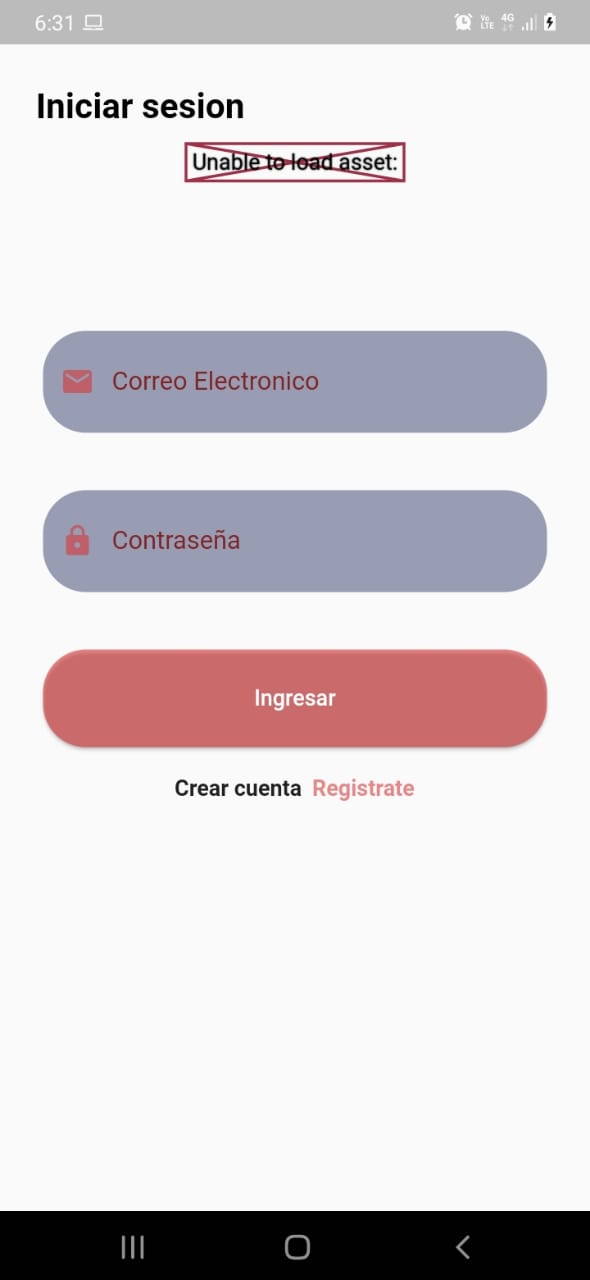 6:31
Vo LTE 4G
Iniciar sesion
Unable to load asset:
Correo Electronico
Contraseña
Ingresar
Crear cuenta Registrate